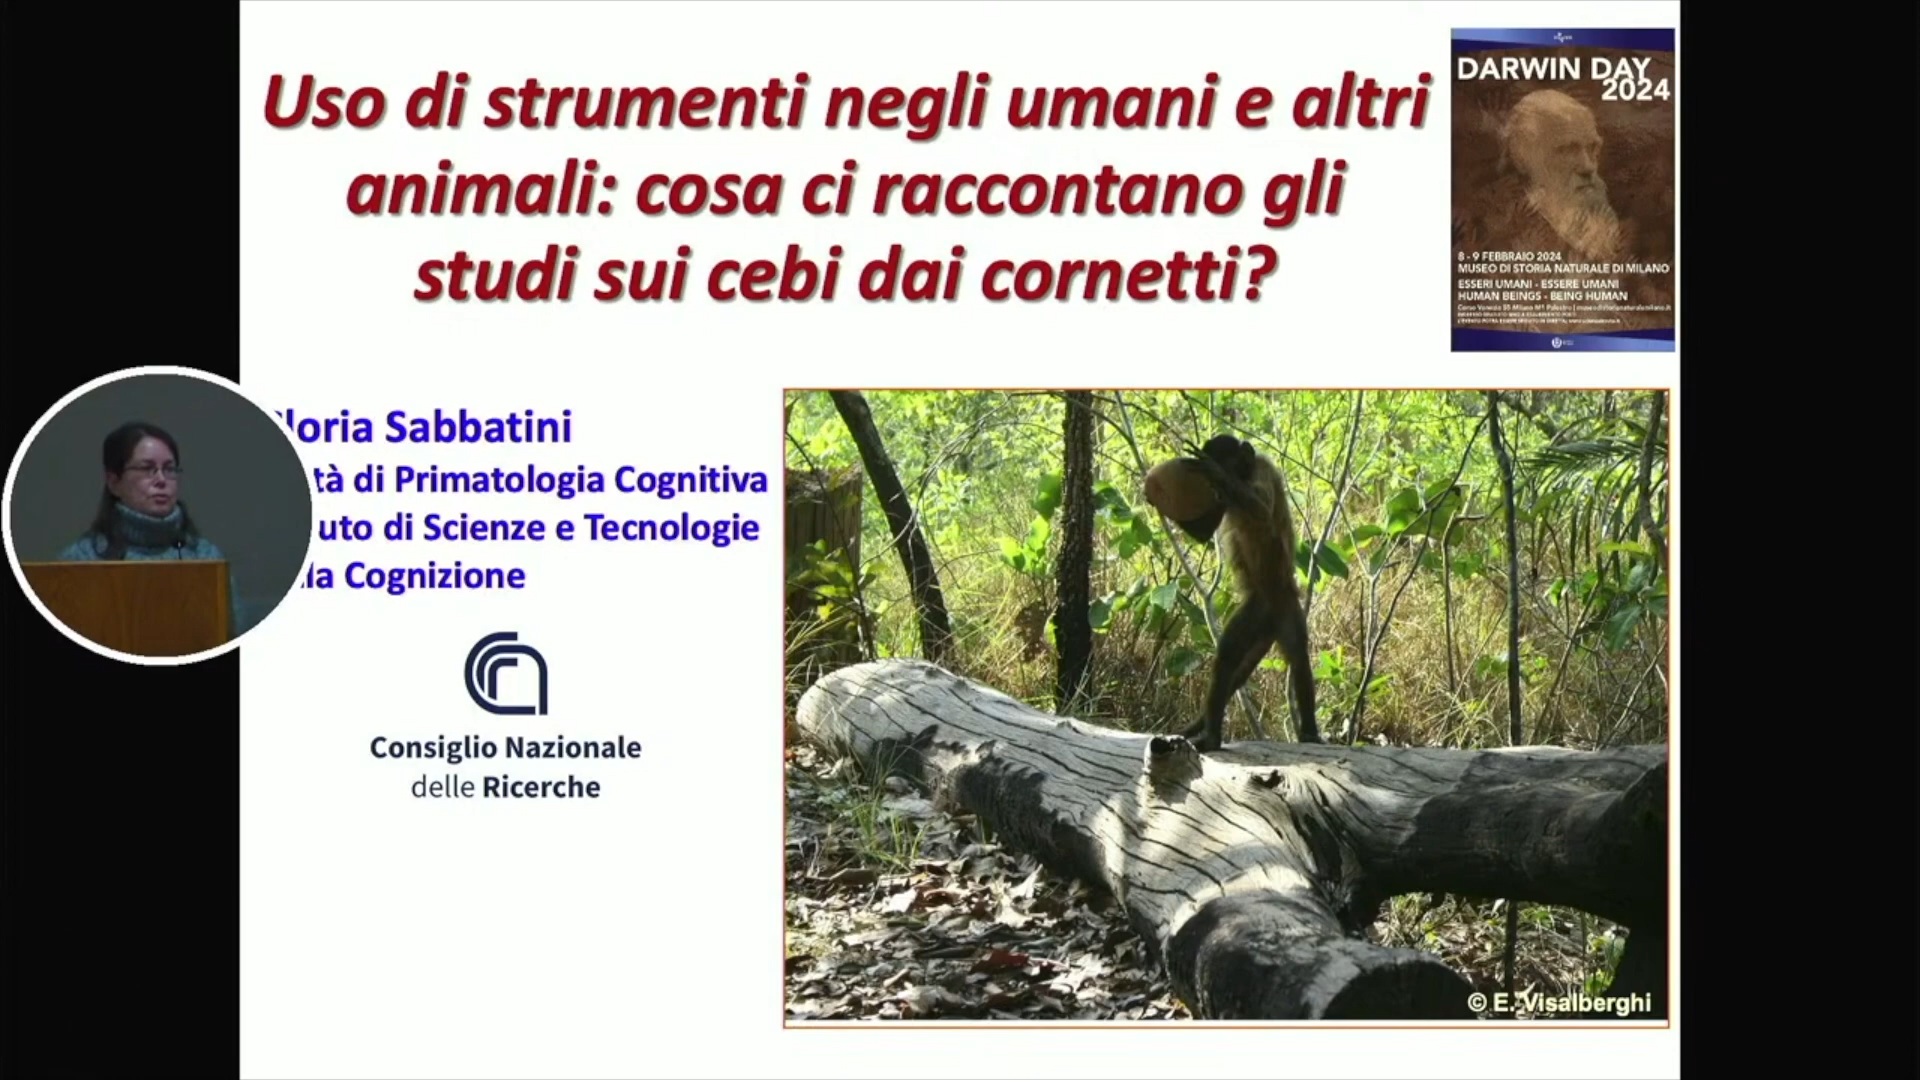 Uso di strumenti negli umani e altri
animali: cosa ci raccontano gli
studi sui cebi dai cornetti?
DARWIN DAY
2024
8 - 9 FEBBRAIO 2024
MUSEO DI STORIA NATURALE DI MILANO
ESSERI UMANI - ESSERE UMANI
HUMAN BEINGS - BEING HUMAN
loria Sabbatini
tà di Primatologia Cognitiva
uto di Scienze e Tecnologie
la Cognizione
Consiglio Nazionale
delle Ricerche
© E. Visalberghi